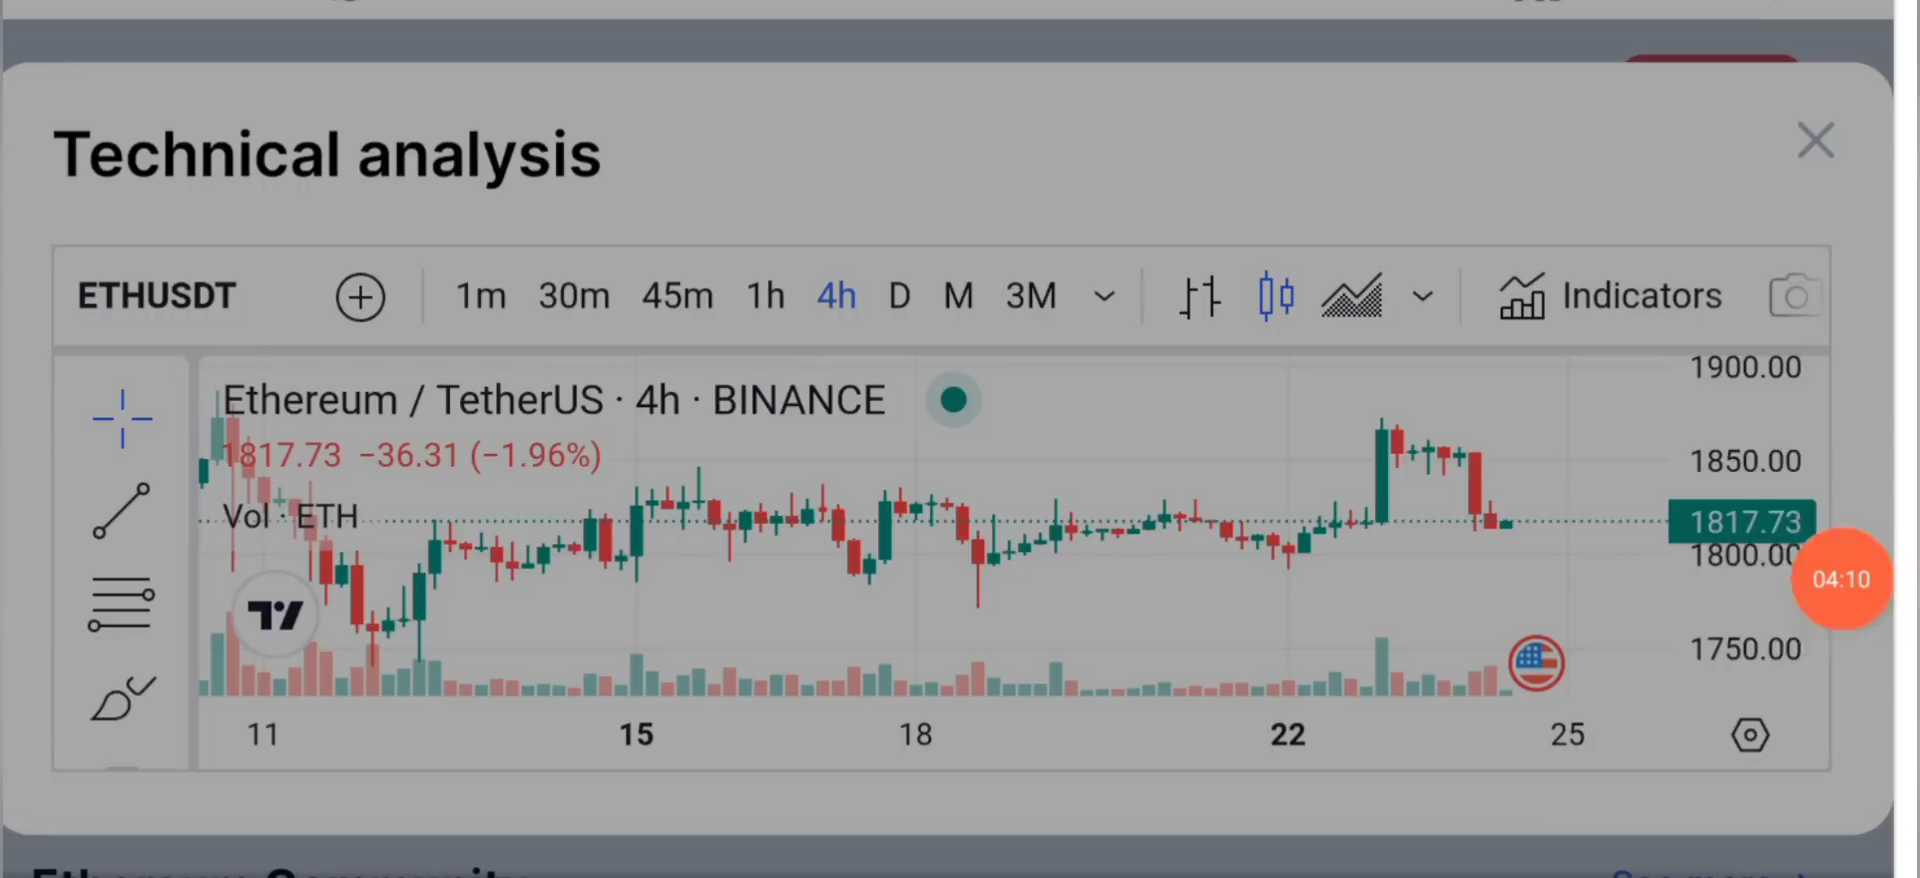 Technical analysis
ETHUSDT 1m 30m 45m 1h 4h D M 3M Indicators
Ethereum / TetherUS · 4h · BINANCE
1817.73 −36.31 (−1.96%)
Vol · ETH
1900.00
1850.00
1817.73
1800.00
1750.00
04:10
11 15 18 22 25